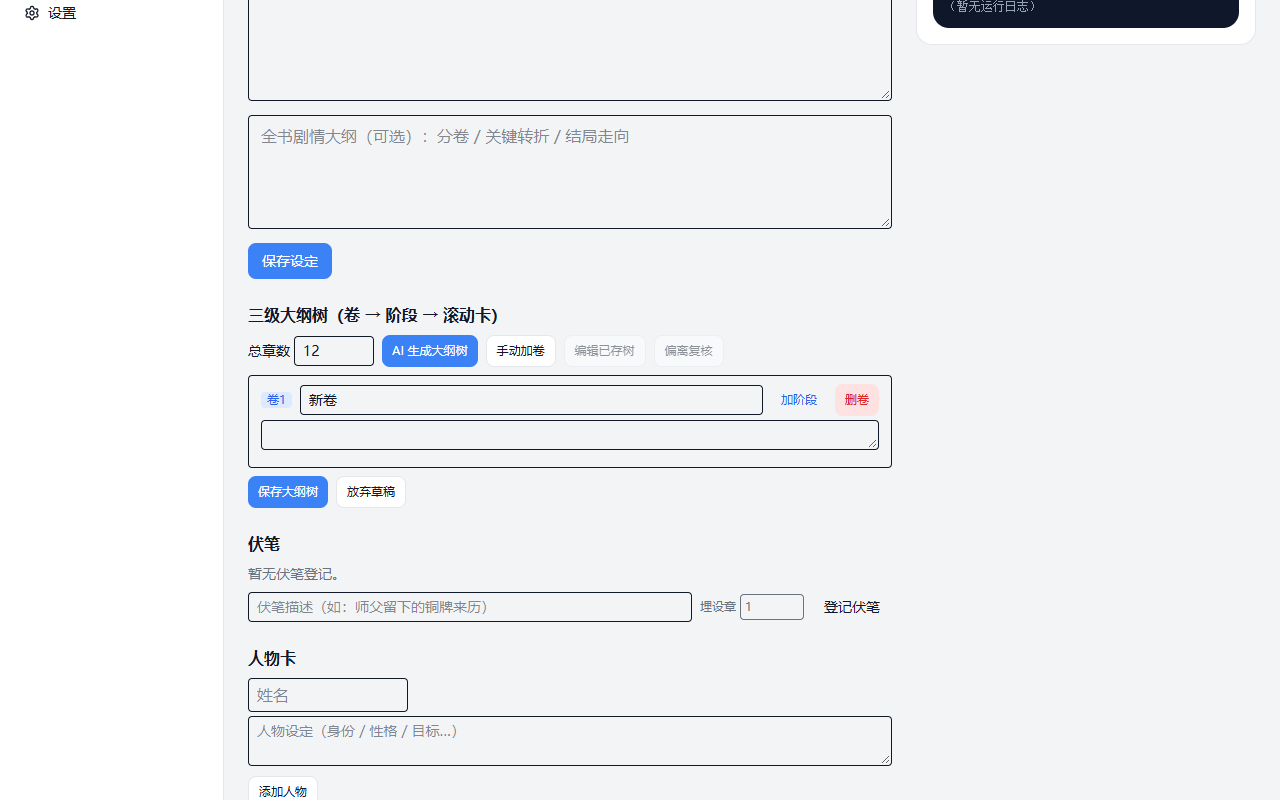 设置
（暂无运行日志）
全书剧情大纲（可选）：分卷 / 关键转折 / 结局走向
保存设定
三级大纲树（卷 → 阶段 → 滚动卡）
总章数 12 AI 生成大纲树 手动加卷 编辑已存树 偏离复核
卷1 新卷 加阶段 删卷
保存大纲树 放弃草稿
伏笔
暂无伏笔登记。
伏笔描述（如：师父留下的铜牌来历） 埋设章 1 登记伏笔
人物卡
姓名
人物设定（身份 / 性格 / 目标...）
添加人物